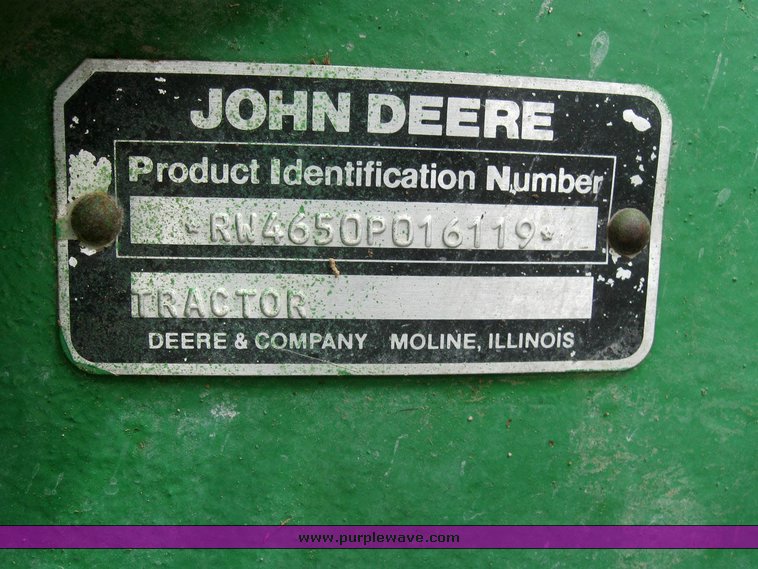 JOHN DEERE
Product Identification Number
*RW4650P016119*
TRACTOR
DEERE & COMPANY MOLINE, ILLINOIS
www.purplewave.com